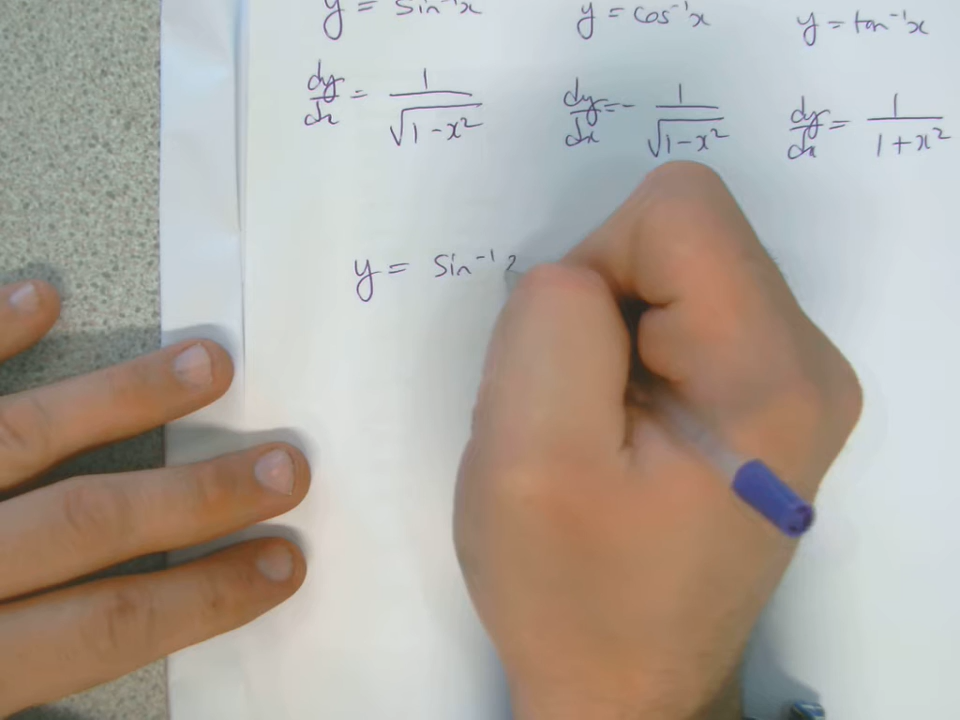 y = sin⁻¹x y = cos⁻¹x y = tan⁻¹x
dy/dx = 1/√(1-x²) dy/dx = - 1/√(1-x²) dy/dx = 1/(1+x²)
y = sin⁻¹ 2